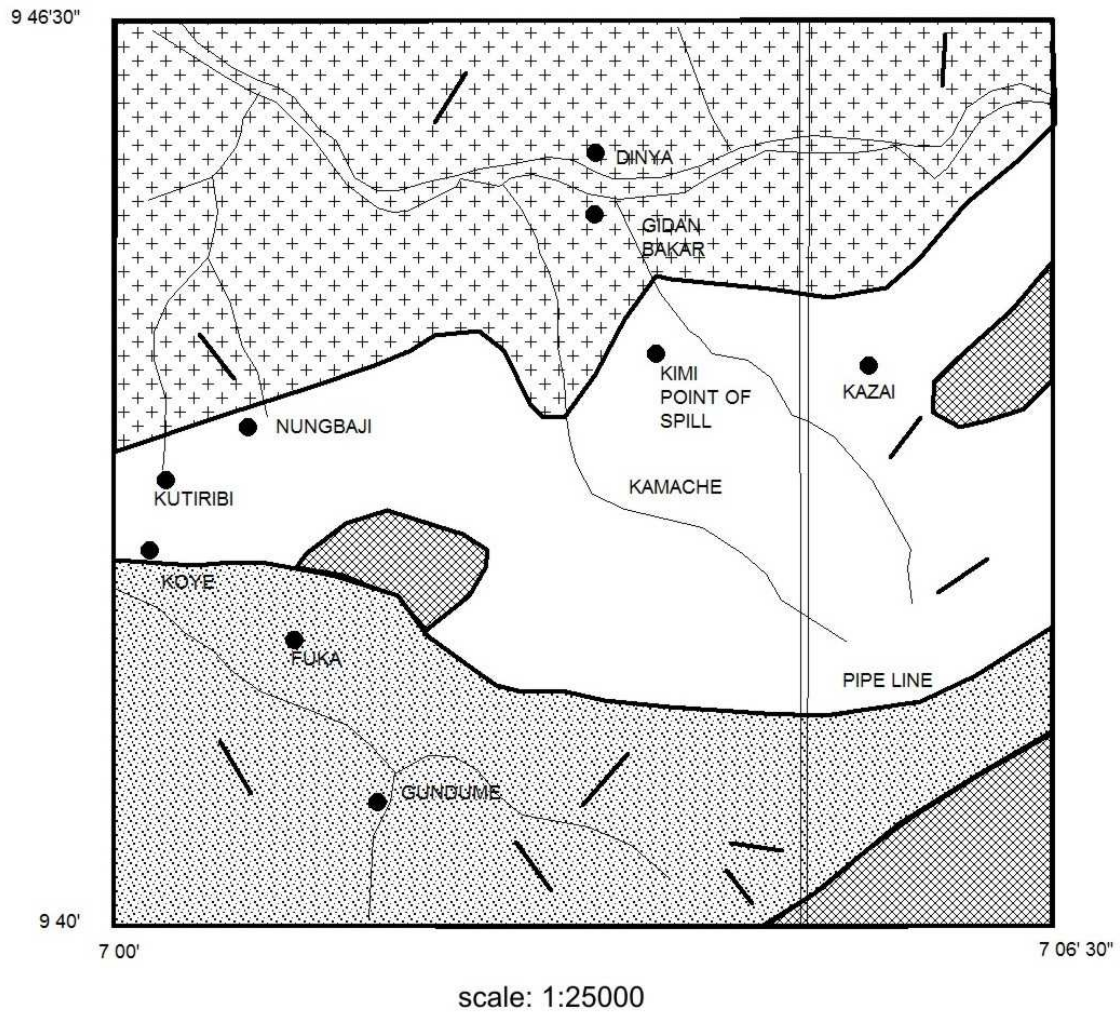 9 46'30"
DINYA
GIDAN
BAKAR
KIMI
POINT OF
SPILL
KAZAI
NUNGBAJI
KUTIRIBI
KAMACHE
KOYE
FUKA
PIPE LINE
GUNDUME
9 40'
7 00'
7 06' 30"
scale: 1:25000